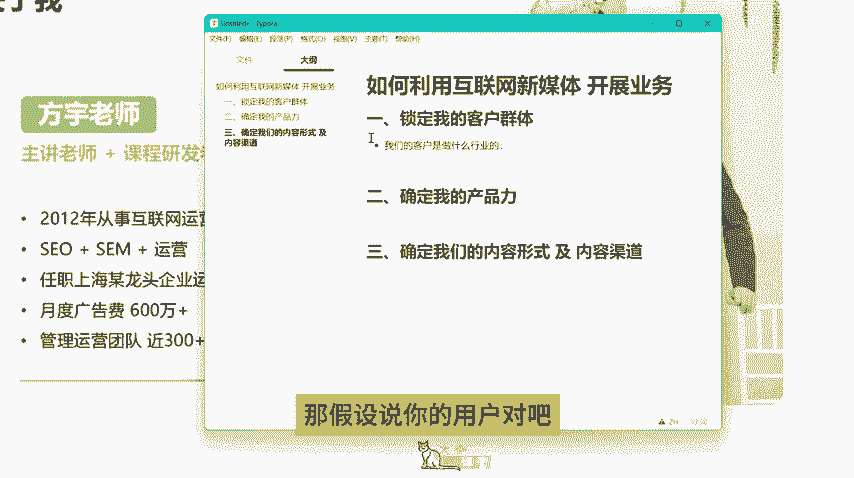 Typora
文件(F) 编辑(E) 段落(P) 格式(O) 视图(V) 主题(T) 帮助(H)
文件 大纲
如何利用互联网新媒体 开展业务
一、锁定我的客户群体
二、确定我的产品力
三、确定我们的内容形式 及
内容渠道
如何利用互联网新媒体 开展业务
一、锁定我的客户群体
我们的客户是做什么行业的：
二、确定我的产品力
三、确定我们的内容形式 及 内容渠道
方宇老师
主讲老师 + 课程研发
• 2012年从事互联网运营
• SEO + SEM + 运营
• 任职上海某龙头企业运
• 月度广告费 600万+
• 管理运营团队 近300+
那假设说你的用户对吧